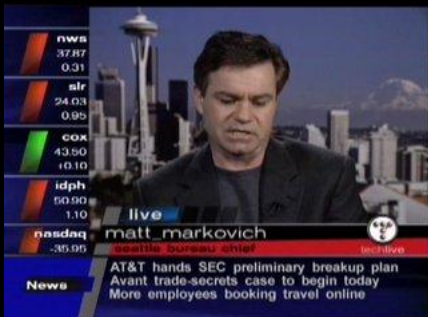 nws
37.87
0.31
slr
24.03
0.95
cox
43.50
+0.10
idph
50.90
1.10
nasdaq
-35.95
live
matt_markovich
seattle bureau chief
techlive
News
AT&T hands SEC preliminary breakup plan
Avant trade-secrets case to begin today
More employees booking travel online